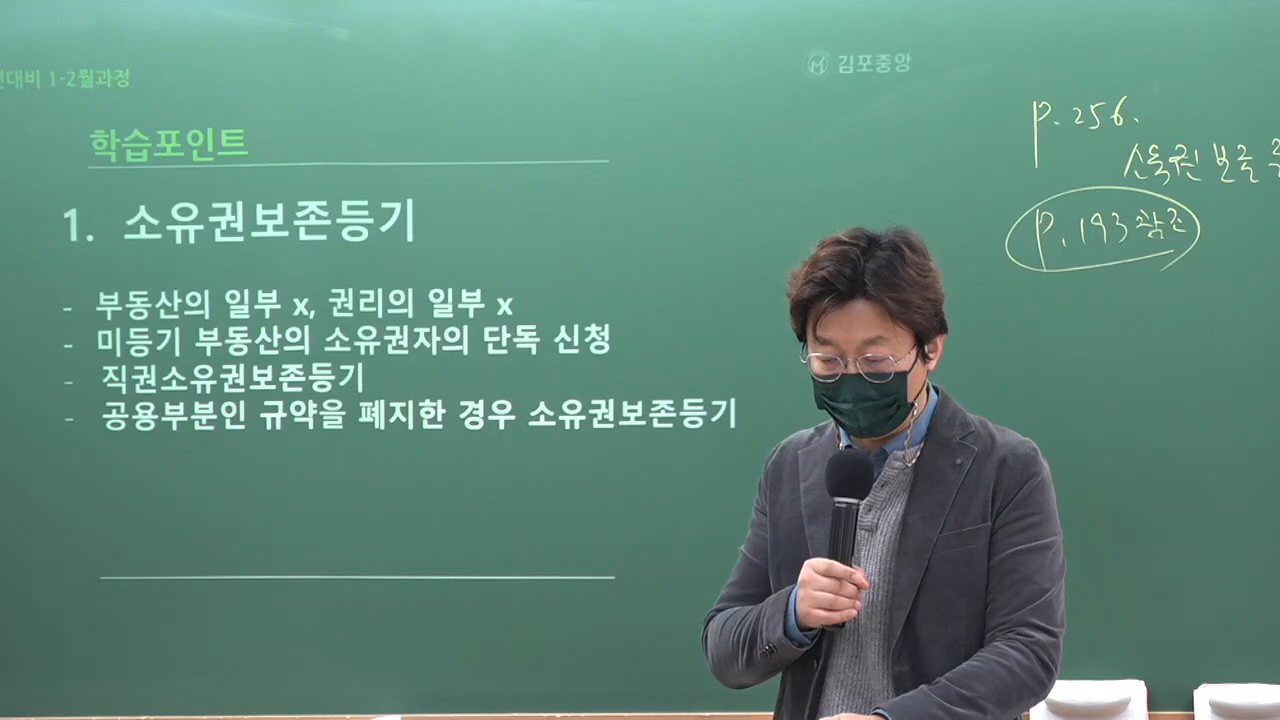 년대비 1-2월과정
김포중앙
학습포인트
1. 소유권보존등기
- 부동산의 일부 x, 권리의 일부 x
- 미등기 부동산의 소유권자의 단독 신청
- 직권소유권보존등기
- 공용부분인 규약을 폐지한 경우 소유권보존등기
p. 256.
소유권 보존
p. 193 참조